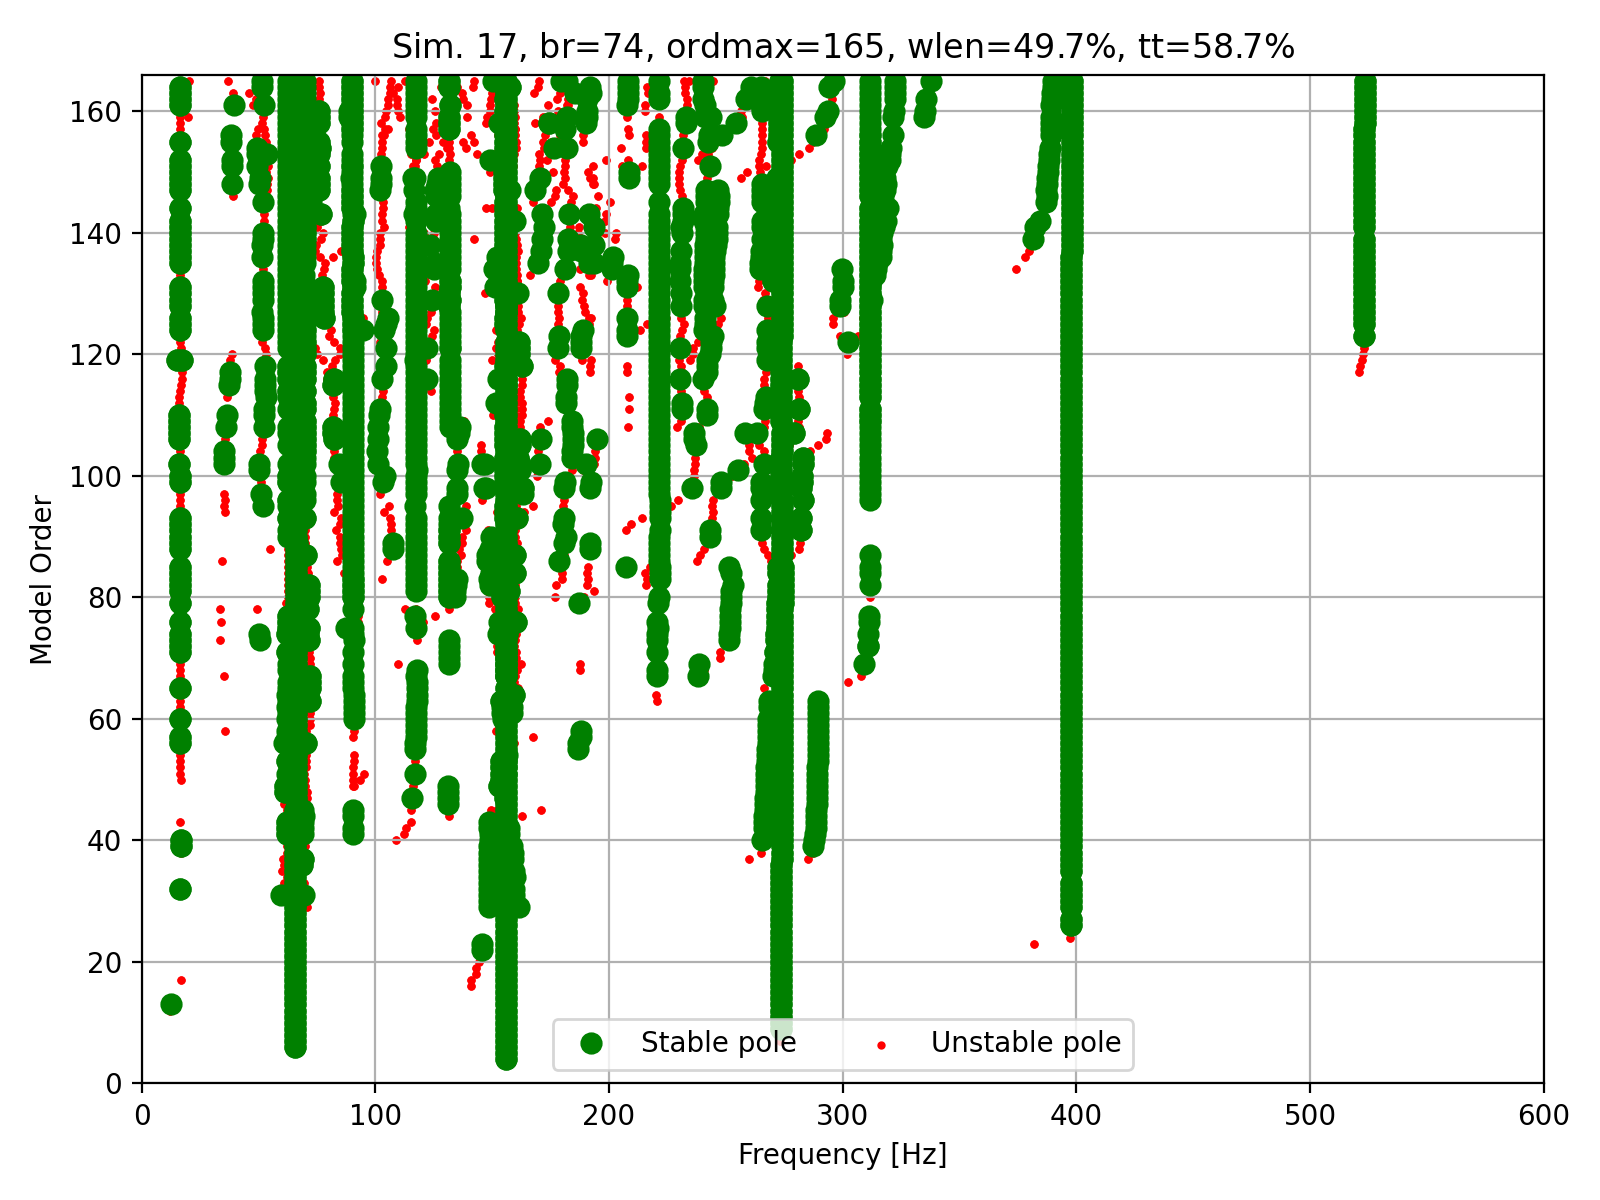 Sim. 17, br=74, ordmax=165, wlen=49.7%, tt=58.7%
Model Order
160
140
120
100
80
60
40
20
0
Stable pole Unstable pole
0 100 200 300 400 500 600
Frequency [Hz]